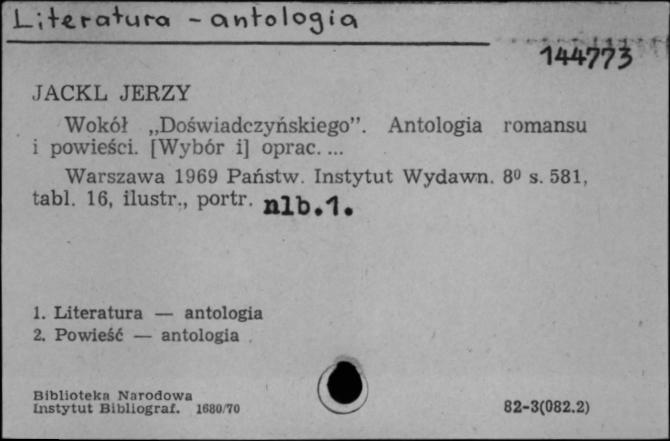 Literatura - antologia
144773
JACKL JERZY
Wokół „Doświadczyńskiego”. Antologia romansu
i powieści. [Wybór i] oprac. ...
Warszawa 1969 Państw. Instytut Wydawn. 8⁰ s. 581,
tabl. 16, ilustr., portr. nlb.1.
1. Literatura — antologia
2. Powieść — antologia
Biblioteka Narodowa
Instytut Bibliograf. 1680/70
82-3(082.2)